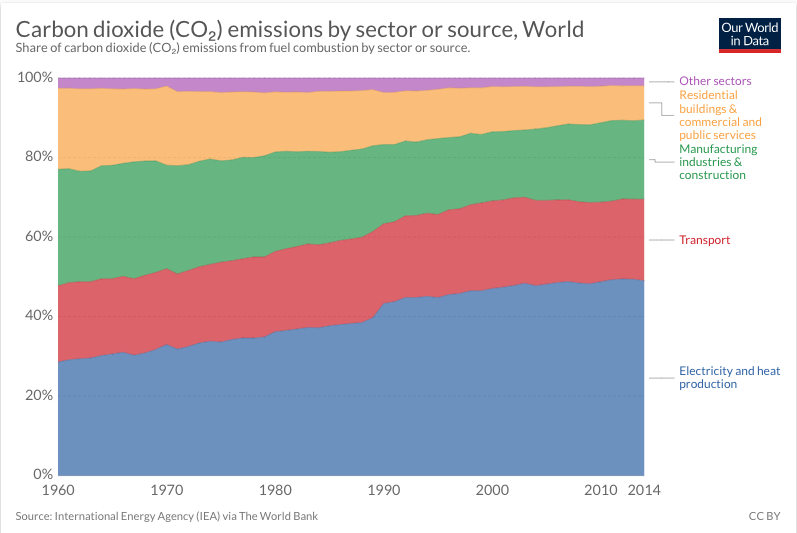 Carbon dioxide (CO₂) emissions by sector or source, World
Share of carbon dioxide (CO₂) emissions from fuel combustion by sector or source.
Our World
in Data
100%
80%
60%
40%
20%
0%
1960
1970
1980
1990
2000
2010
2014
Other sectors
Residential
buildings &
commercial and
public services
Manufacturing
industries &
construction
Transport
Electricity and heat
production
Source: International Energy Agency (IEA) via The World Bank
CC BY